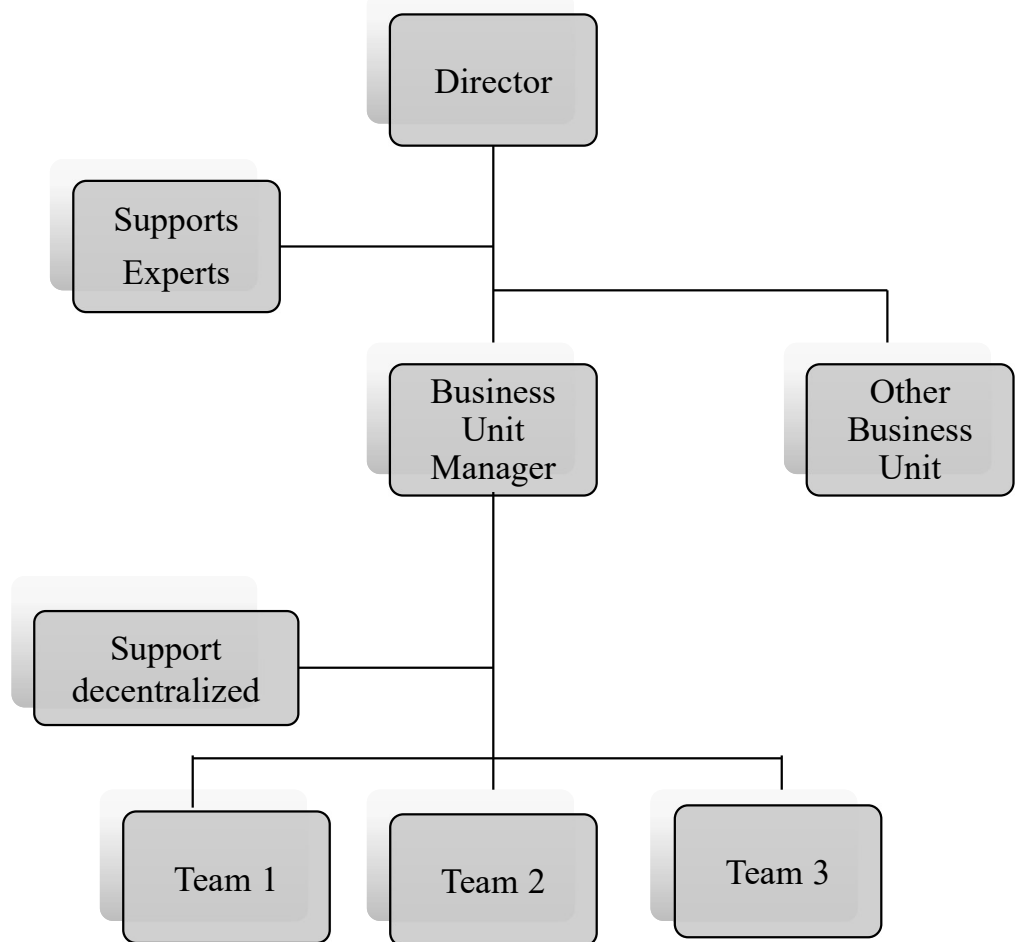 Director
Supports
Experts
Business
Unit
Manager
Other
Business
Unit
Support
decentralized
Team 1
Team 2
Team 3